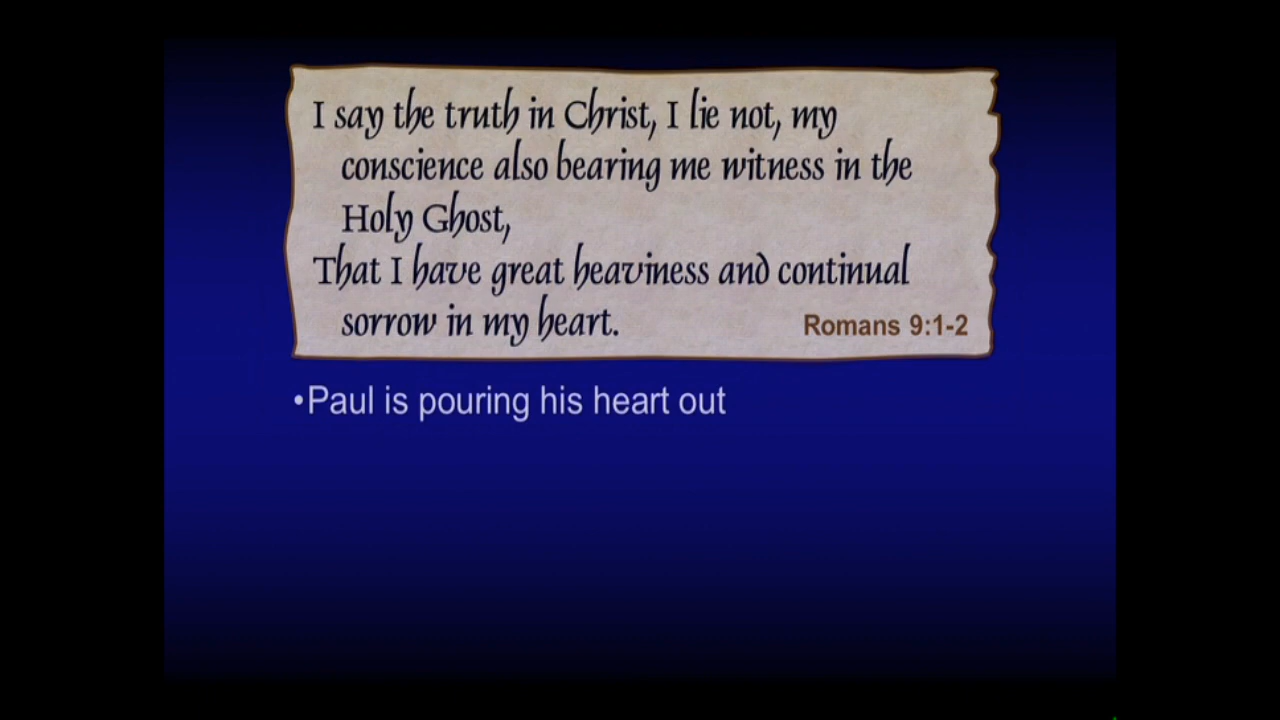 I say the truth in Christ, I lie not, my
conscience also bearing me witness in the
Holy Ghost,
That I have great heaviness and continual
sorrow in my heart.
Romans 9:1-2
•Paul is pouring his heart out